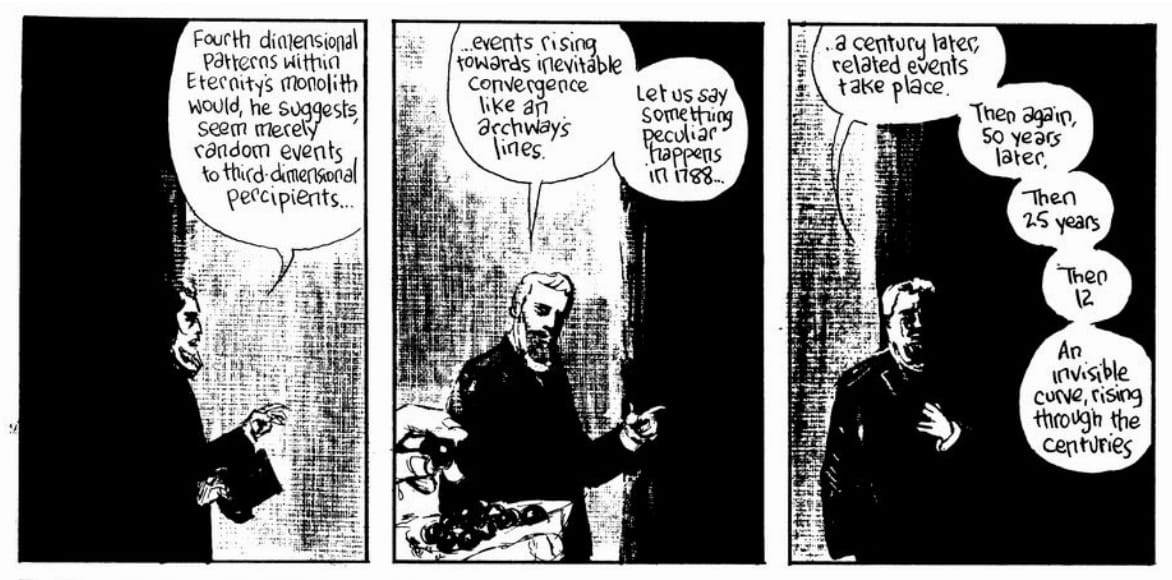 Fourth dimensional
patterns within
Eternity's monolith
would, he suggests,
seem merely
random events
to third-dimensional
percipients...
...events rising
towards inevitable
convergence
like an
archway's
lines.
Let us say
something
peculiar
happens
in 1788...
..a century later,
related events
take place.
Then again,
50 years
later.
Then
25 years
Then
12
An
invisible
curve, rising
through the
centuries